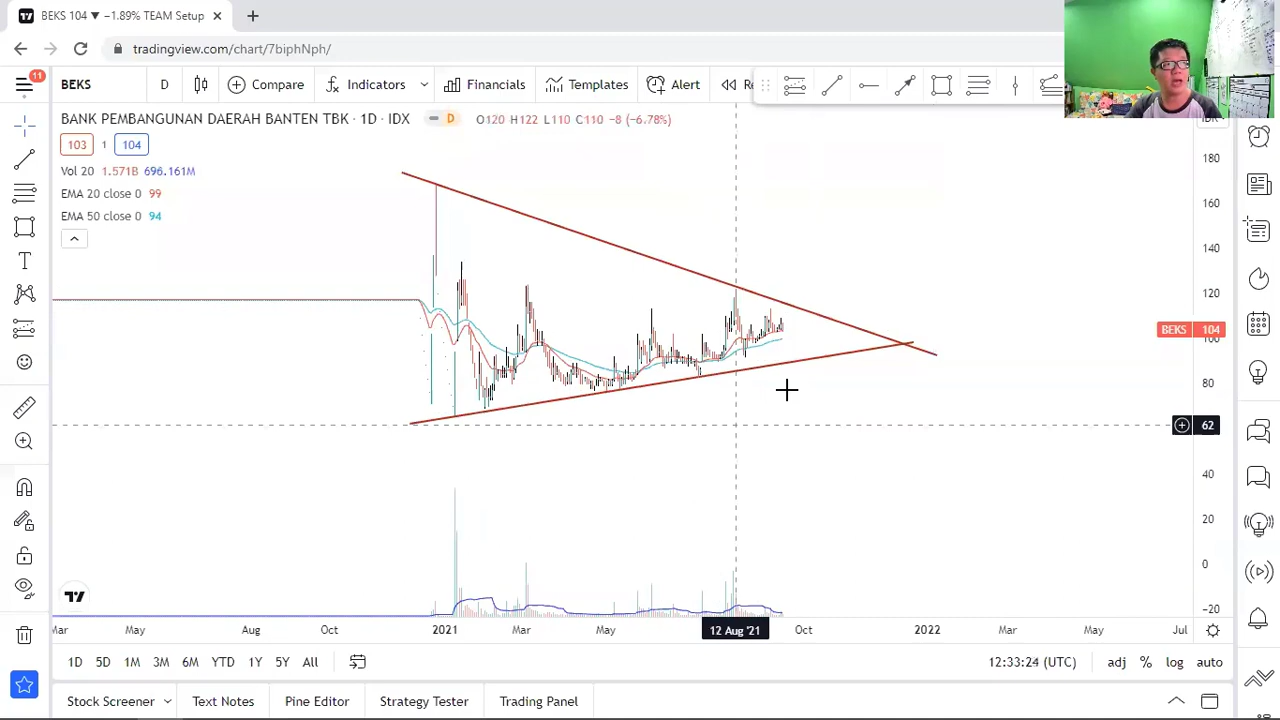 BEKS 104 ▼ −1.89% TEAM Setup
tradingview.com/chart/7biphNph/
11
BEKS
D
Compare
Indicators
Financials
Templates
Alert
BANK PEMBANGUNAN DAERAH BANTEN TBK · 1D · IDX
D
O120 H122 L110 C110 −8 (−6.78%)
103
1
104
Vol 20 1.571B 696.161M
EMA 20 close 0 99
EMA 50 close 0 94
180
160
140
120
BEKS 104
100
80
62
40
20
0
−20
Mar
May
Aug
Oct
2021
Mar
May
12 Aug '21
Oct
2022
Mar
May
Jul
1D
5D
1M
3M
6M
YTD
1Y
5Y
All
12:33:24 (UTC)
adj
%
log
auto
Stock Screener
Text Notes
Pine Editor
Strategy Tester
Trading Panel